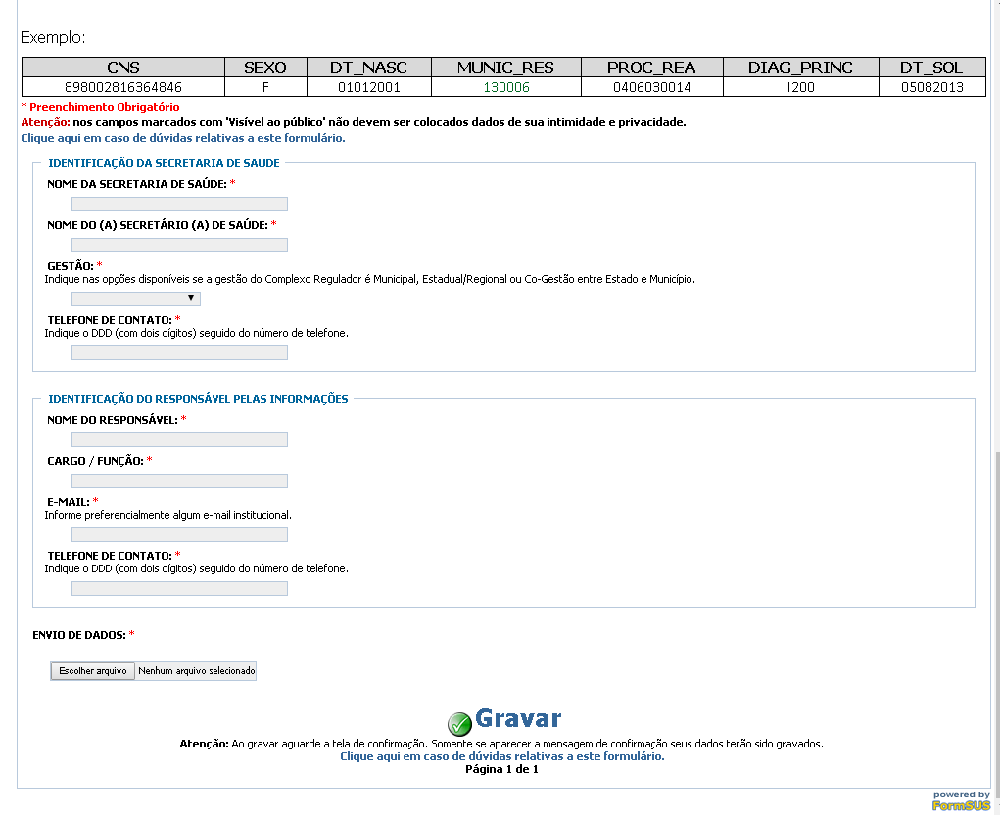 Exemplo:
CNS SEXO DT_NASC MUNIC_RES PROC_REA DIAG_PRINC DT_SOL
898002816364846 F 01012001 130006 0406030014 I200 05082013
* Preenchimento Obrigatório
Atenção: nos campos marcados com 'Visível ao público' não devem ser colocados dados de sua intimidade e privacidade.
Clique aqui em caso de dúvidas relativas a este formulário.
IDENTIFICAÇÃO DA SECRETARIA DE SAUDE
NOME DA SECRETARIA DE SAÚDE: *
NOME DO (A) SECRETÁRIO (A) DE SAÚDE: *
GESTÃO: *
Indique nas opções disponíveis se a gestão do Complexo Regulador é Municipal, Estadual/Regional ou Co-Gestão entre Estado e Município.
TELEFONE DE CONTATO: *
Indique o DDD (com dois dígitos) seguido do número de telefone.
IDENTIFICAÇÃO DO RESPONSÁVEL PELAS INFORMAÇÕES
NOME DO RESPONSÁVEL: *
CARGO / FUNÇÃO: *
E-MAIL: *
Informe preferencialmente algum e-mail institucional.
TELEFONE DE CONTATO: *
Indique o DDD (com dois dígitos) seguido do número de telefone.
ENVIO DE DADOS: *
Escolher arquivo Nenhum arquivo selecionado
Gravar
Atenção: Ao gravar aguarde a tela de confirmação. Somente se aparecer a mensagem de confirmação seus dados terão sido gravados.
Clique aqui em caso de dúvidas relativas a este formulário.
Página 1 de 1
powered by
FormSUS